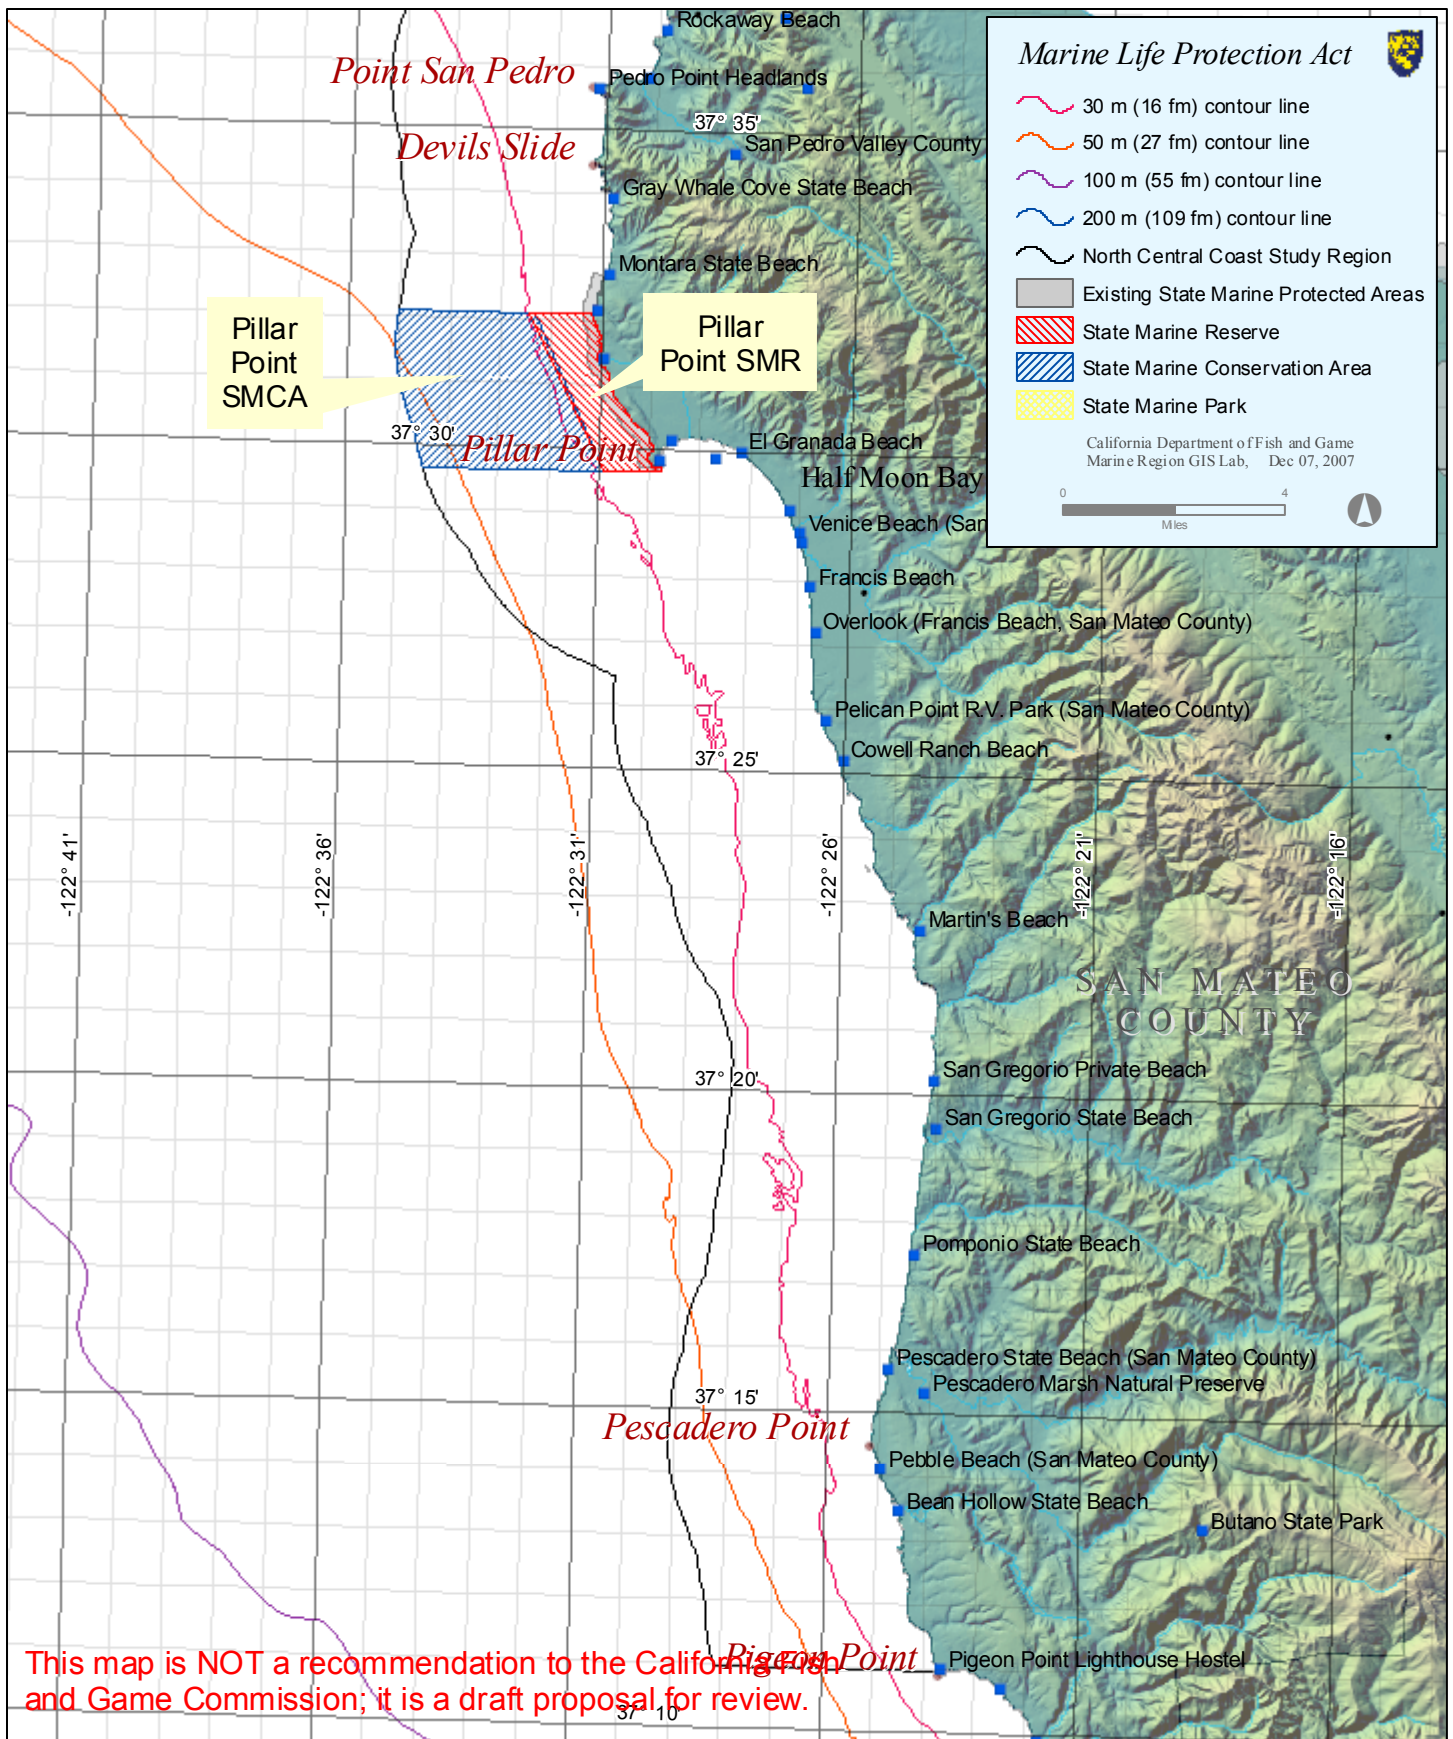 Rockaway Beach
Point San Pedro
Pedro Point Headlands
37° 35'
Devils Slide
San Pedro Valley County
Gray Whale Cove State Beach
Montara State Beach
Pillar
Point
SMCA
Pillar
Point SMR
37° 30'
Pillar Point
El Granada Beach
Half Moon Bay
Venice Beach (San
Francis Beach
Overlook (Francis Beach, San Mateo County)
Pelican Point R.V. Park (San Mateo County)
Cowell Ranch Beach
37° 25'
-122° 41'
-122° 36'
-122° 31'
-122° 26'
-122° 21'
-122° 16'
Martin's Beach
SAN MATEO
COUNTY
San Gregorio Private Beach
37° 20'
San Gregorio State Beach
Pomponio State Beach
Pescadero State Beach (San Mateo County)
Pescadero Marsh Natural Preserve
37° 15'
Pescadero Point
Pebble Beach (San Mateo County)
Bean Hollow State Beach
Butano State Park
Pigeon Point
Pigeon Point Lighthouse Hostel
This map is NOT a recommendation to the California Fish
and Game Commission; it is a draft proposal for review.
37° 10'
Marine Life Protection Act
30 m (16 fm) contour line
50 m (27 fm) contour line
100 m (55 fm) contour line
200 m (109 fm) contour line
North Central Coast Study Region
Existing State Marine Protected Areas
State Marine Reserve
State Marine Conservation Area
State Marine Park
California Department of Fish and Game
Marine Region GIS Lab, Dec 07, 2007
0 4
Miles